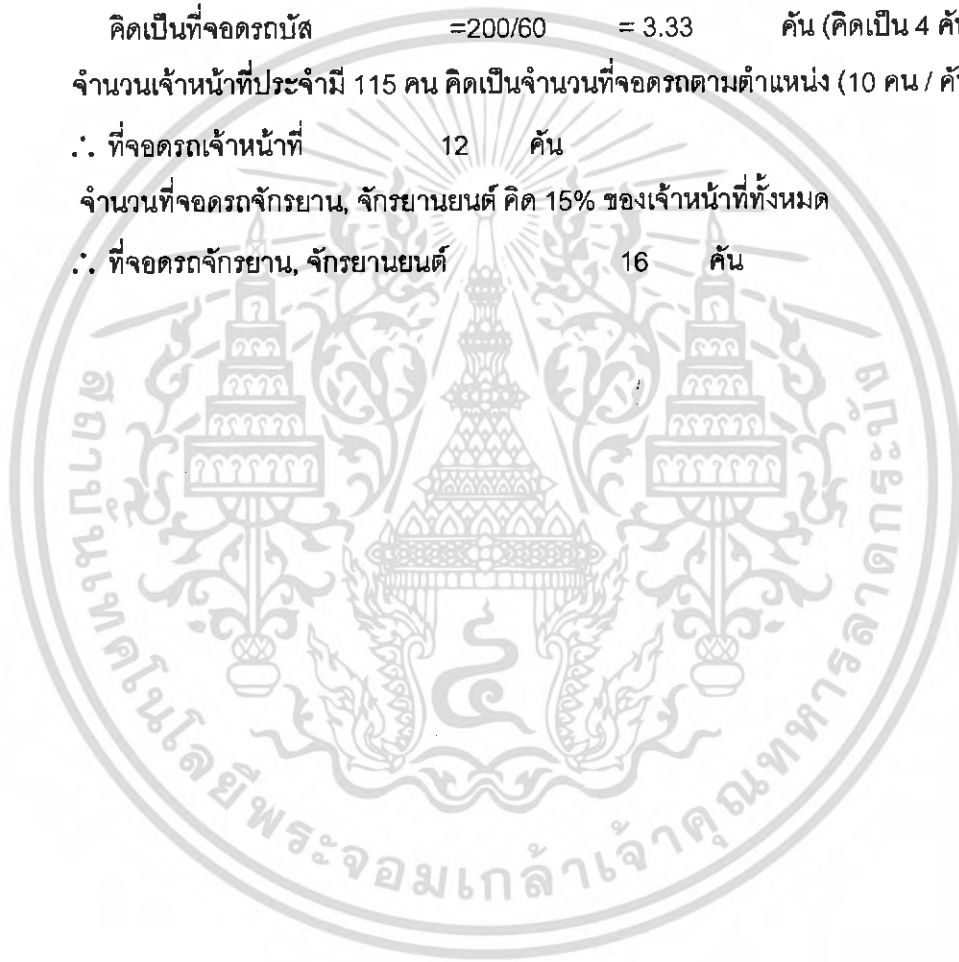 คิดเป็นที่จอดรถบัส =200/60 = 3.33 คัน (คิดเป็น 4 คัน
จำนวนเจ้าหน้าที่ประจำมี 115 คน คิดเป็นจำนวนที่จอดรถตามตำแหน่ง (10 คน / คั
∴ ที่จอดรถเจ้าหน้าที่ 12 คัน
จำนวนที่จอดรถจักรยาน, จักรยานยนต์ คิด 15% ของเจ้าหน้าที่ทั้งหมด
∴ ที่จอดรถจักรยาน, จักรยานยนต์ 16 คัน
สถาบันเทคโนโลยีพระจอมเกล้าเจ้าคุณทหารลาดกระบัง